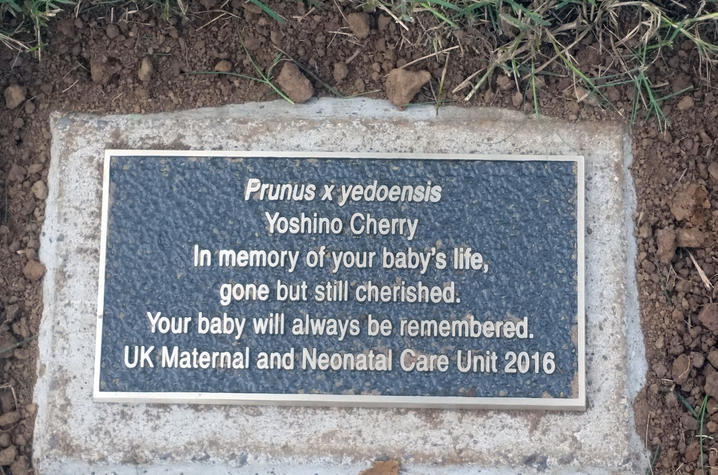 Prunus x yedoensis
Yoshino Cherry
In memory of your baby's life,
gone but still cherished.
Your baby will always be remembered.
UK Maternal and Neonatal Care Unit 2016